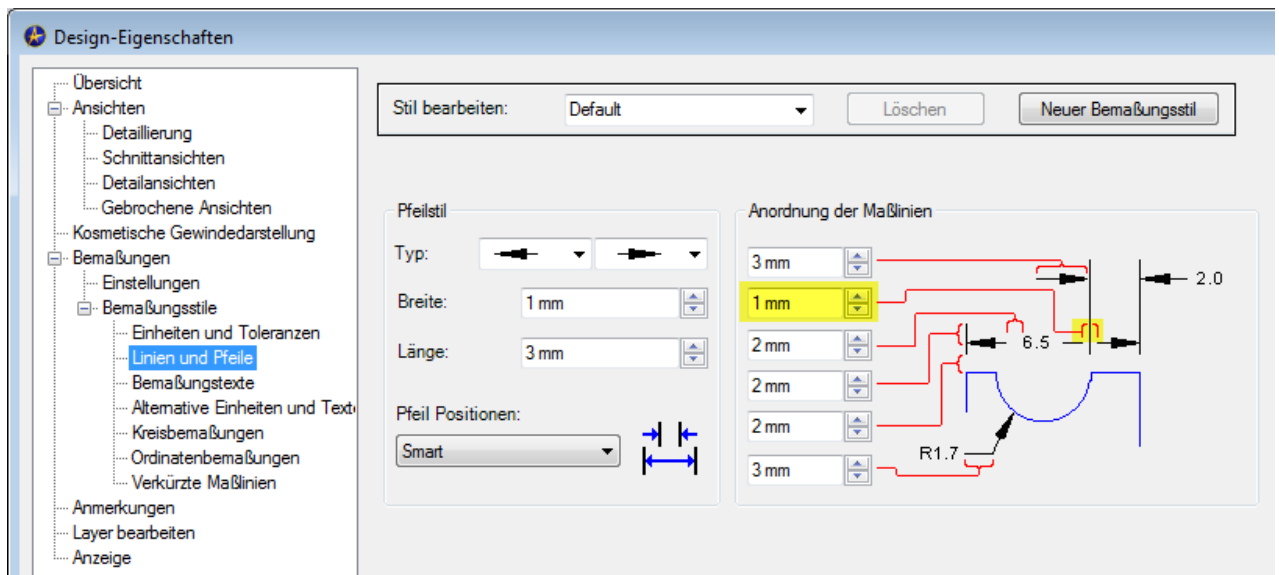 Design-Eigenschaften
Übersicht
Ansichten
Detaillierung
Schnittansichten
Detailansichten
Gebrochene Ansichten
Kosmetische Gewindedarstellung
Bemaßungen
Einstellungen
Bemaßungsstile
Einheiten und Toleranzen
Linien und Pfeile
Bemaßungstexte
Alternative Einheiten und Text
Kreisbemaßungen
Ordinatenbemaßungen
Verkürzte Maßlinien
Anmerkungen
Layer bearbeiten
Anzeige
Stil bearbeiten: Default Löschen Neuer Bemaßungsstil
Pfeilstil
Typ:
Breite: 1 mm
Länge: 3 mm
Pfeil Positionen:
Smart
Anordnung der Maßlinien
3 mm
1 mm
2 mm
2 mm
2 mm
3 mm
2.0
6.5
R1.7